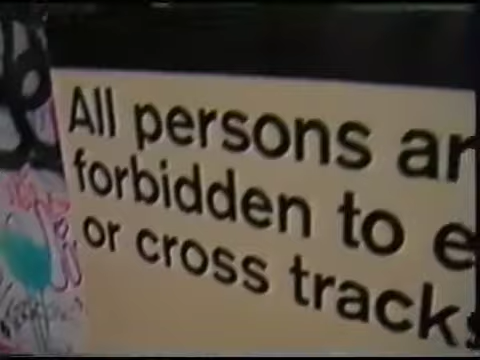 All persons ar
forbidden to e
or cross tracks